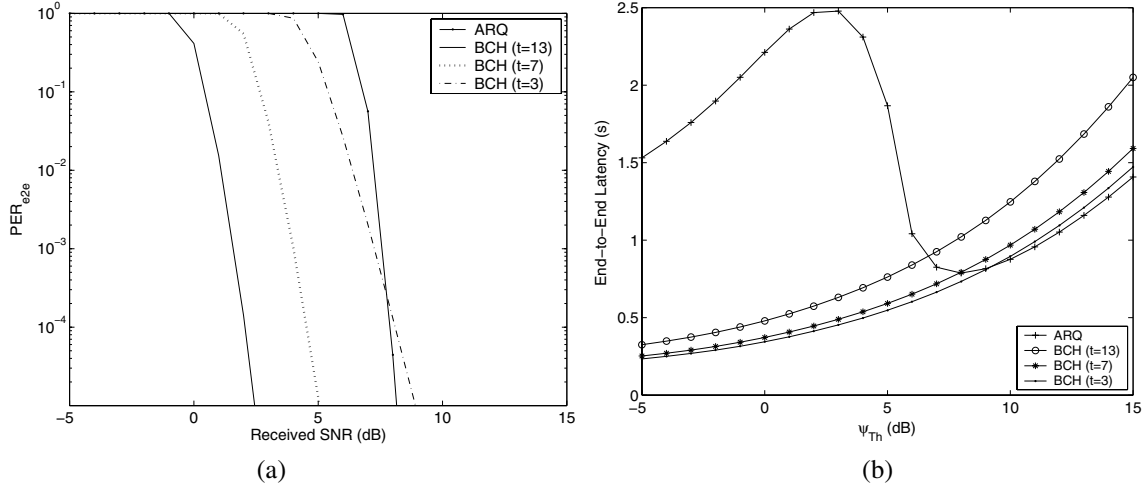 10⁰
10⁻¹
10⁻²
10⁻³
10⁻⁴
PER_e2e
ARQ
BCH (t=13)
BCH (t=7)
BCH (t=3)
−5 0 5 10 15
Received SNR (dB)
(a)
2.5
2
1.5
1
0.5
0
End−to−End Latency (s)
ARQ
BCH (t=13)
BCH (t=7)
BCH (t=3)
−5 0 5 10 15
ψ_Th (dB)
(b)